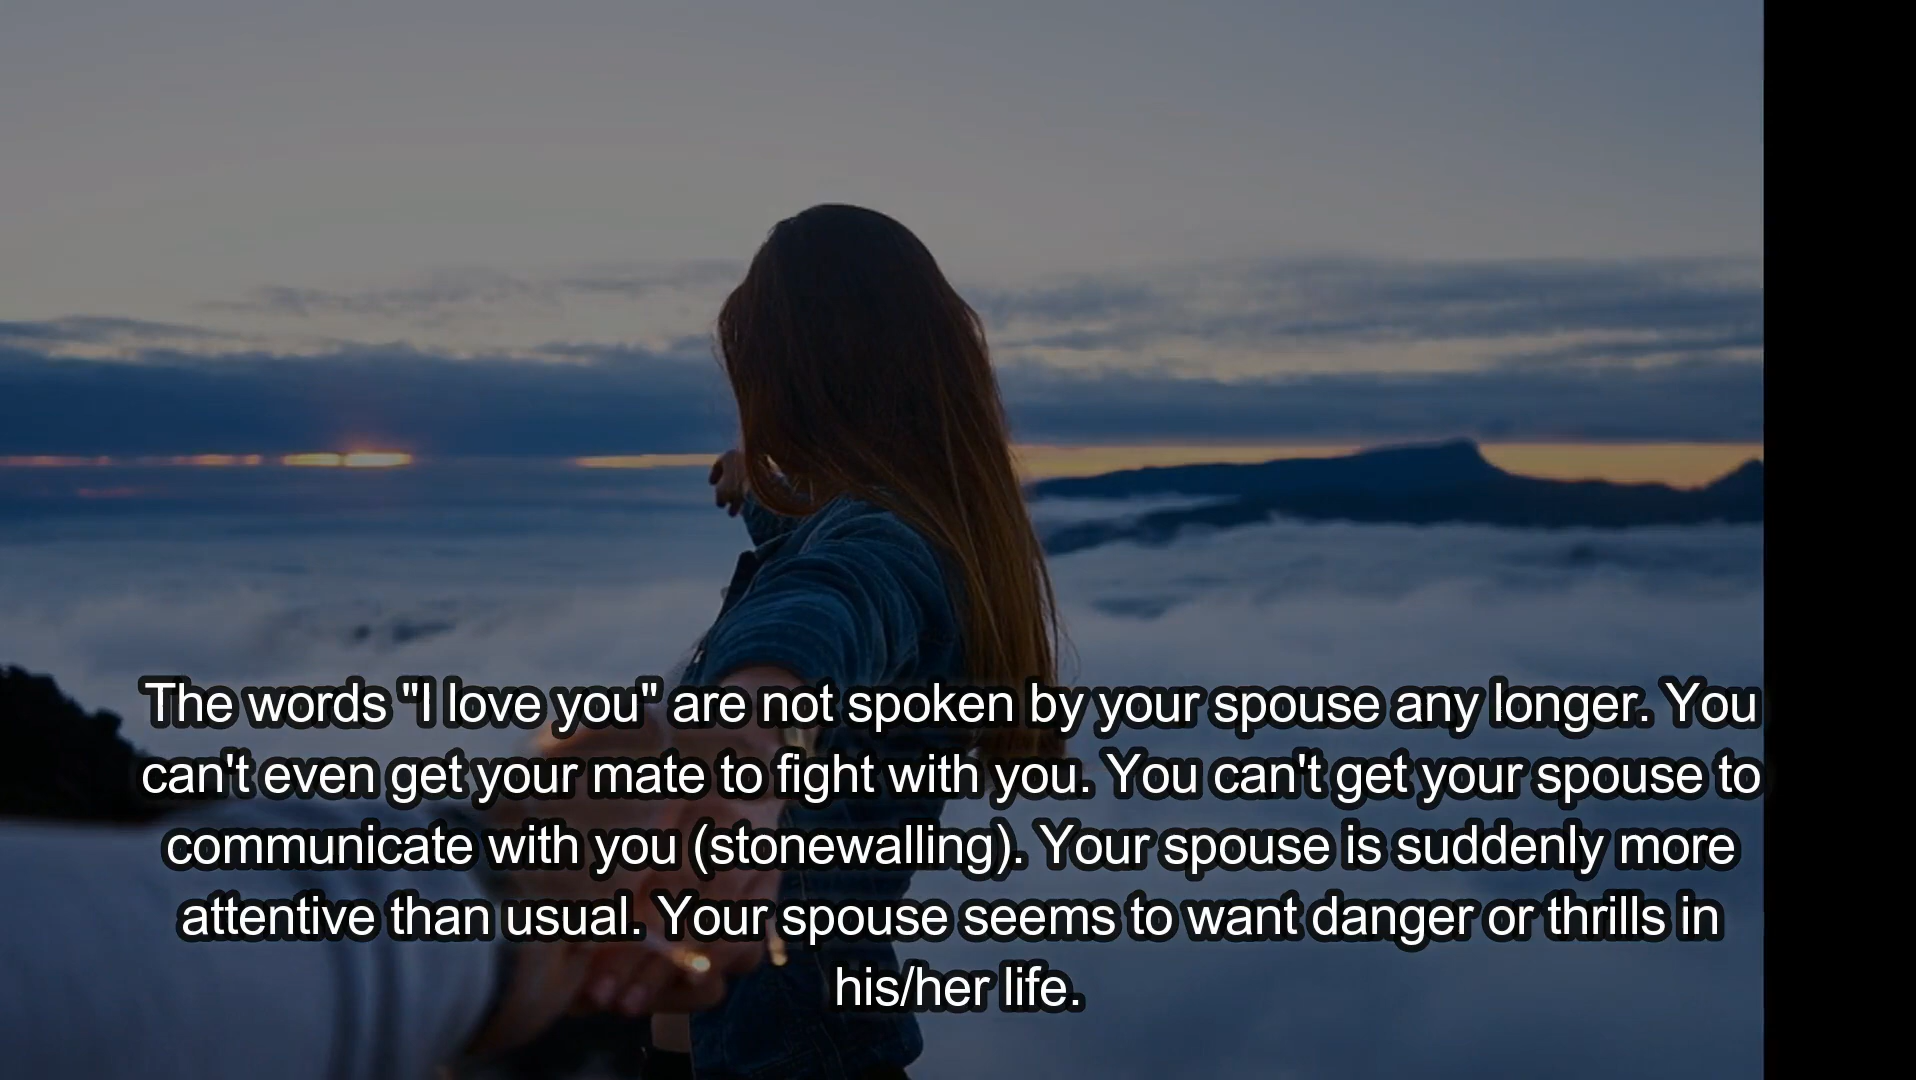 The words "I love you" are not spoken by your spouse any longer. You
can't even get your mate to fight with you. You can't get your spouse to
communicate with you (stonewalling). Your spouse is suddenly more
attentive than usual. Your spouse seems to want danger or thrills in
his/her life.